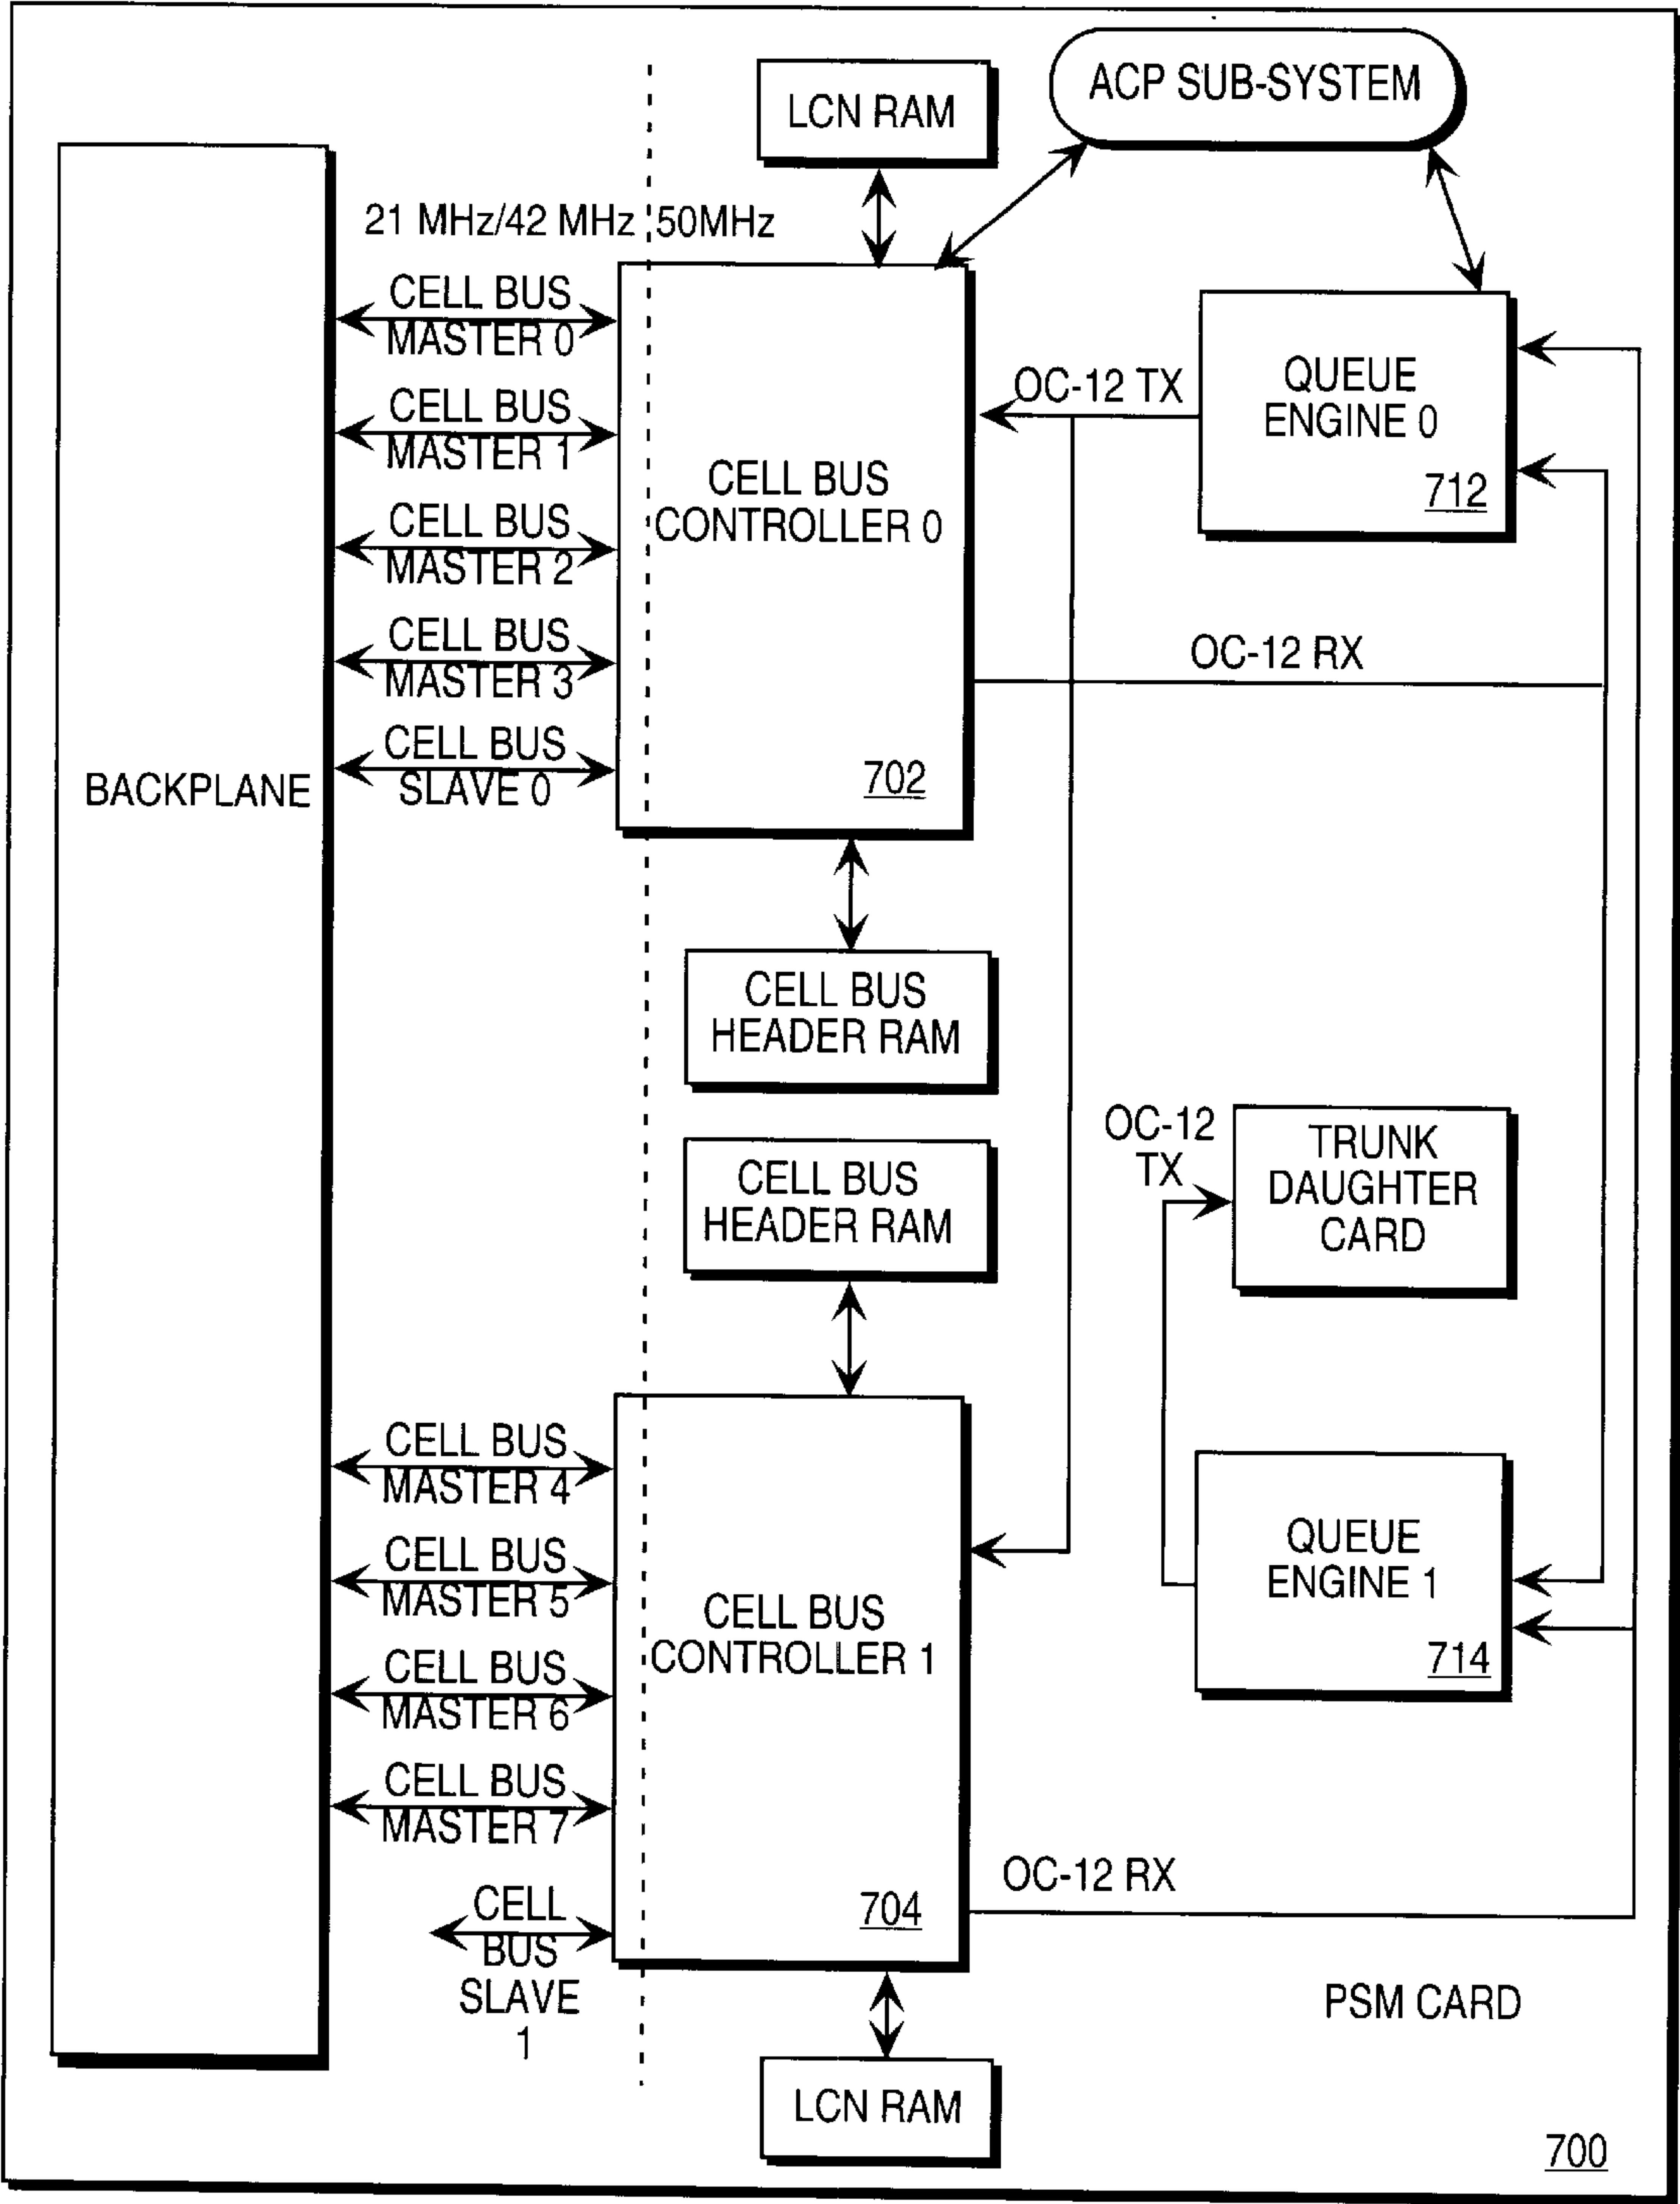 ACP SUB-SYSTEM
LCN RAM
21 MHz/42 MHz
50MHz
CELL BUS
MASTER 0
CELL BUS
MASTER 1
CELL BUS
MASTER 2
CELL BUS
MASTER 3
CELL BUS
SLAVE 0
BACKPLANE
CELL BUS
CONTROLLER 0
702
OC-12 TX
QUEUE
ENGINE 0
712
OC-12 RX
CELL BUS
HEADER RAM
CELL BUS
HEADER RAM
OC-12
TX
TRUNK
DAUGHTER
CARD
CELL BUS
MASTER 4
CELL BUS
MASTER 5
CELL BUS
MASTER 6
CELL BUS
MASTER 7
CELL
BUS
SLAVE
1
CELL BUS
CONTROLLER 1
704
QUEUE
ENGINE 1
714
OC-12 RX
PSM CARD
LCN RAM
700